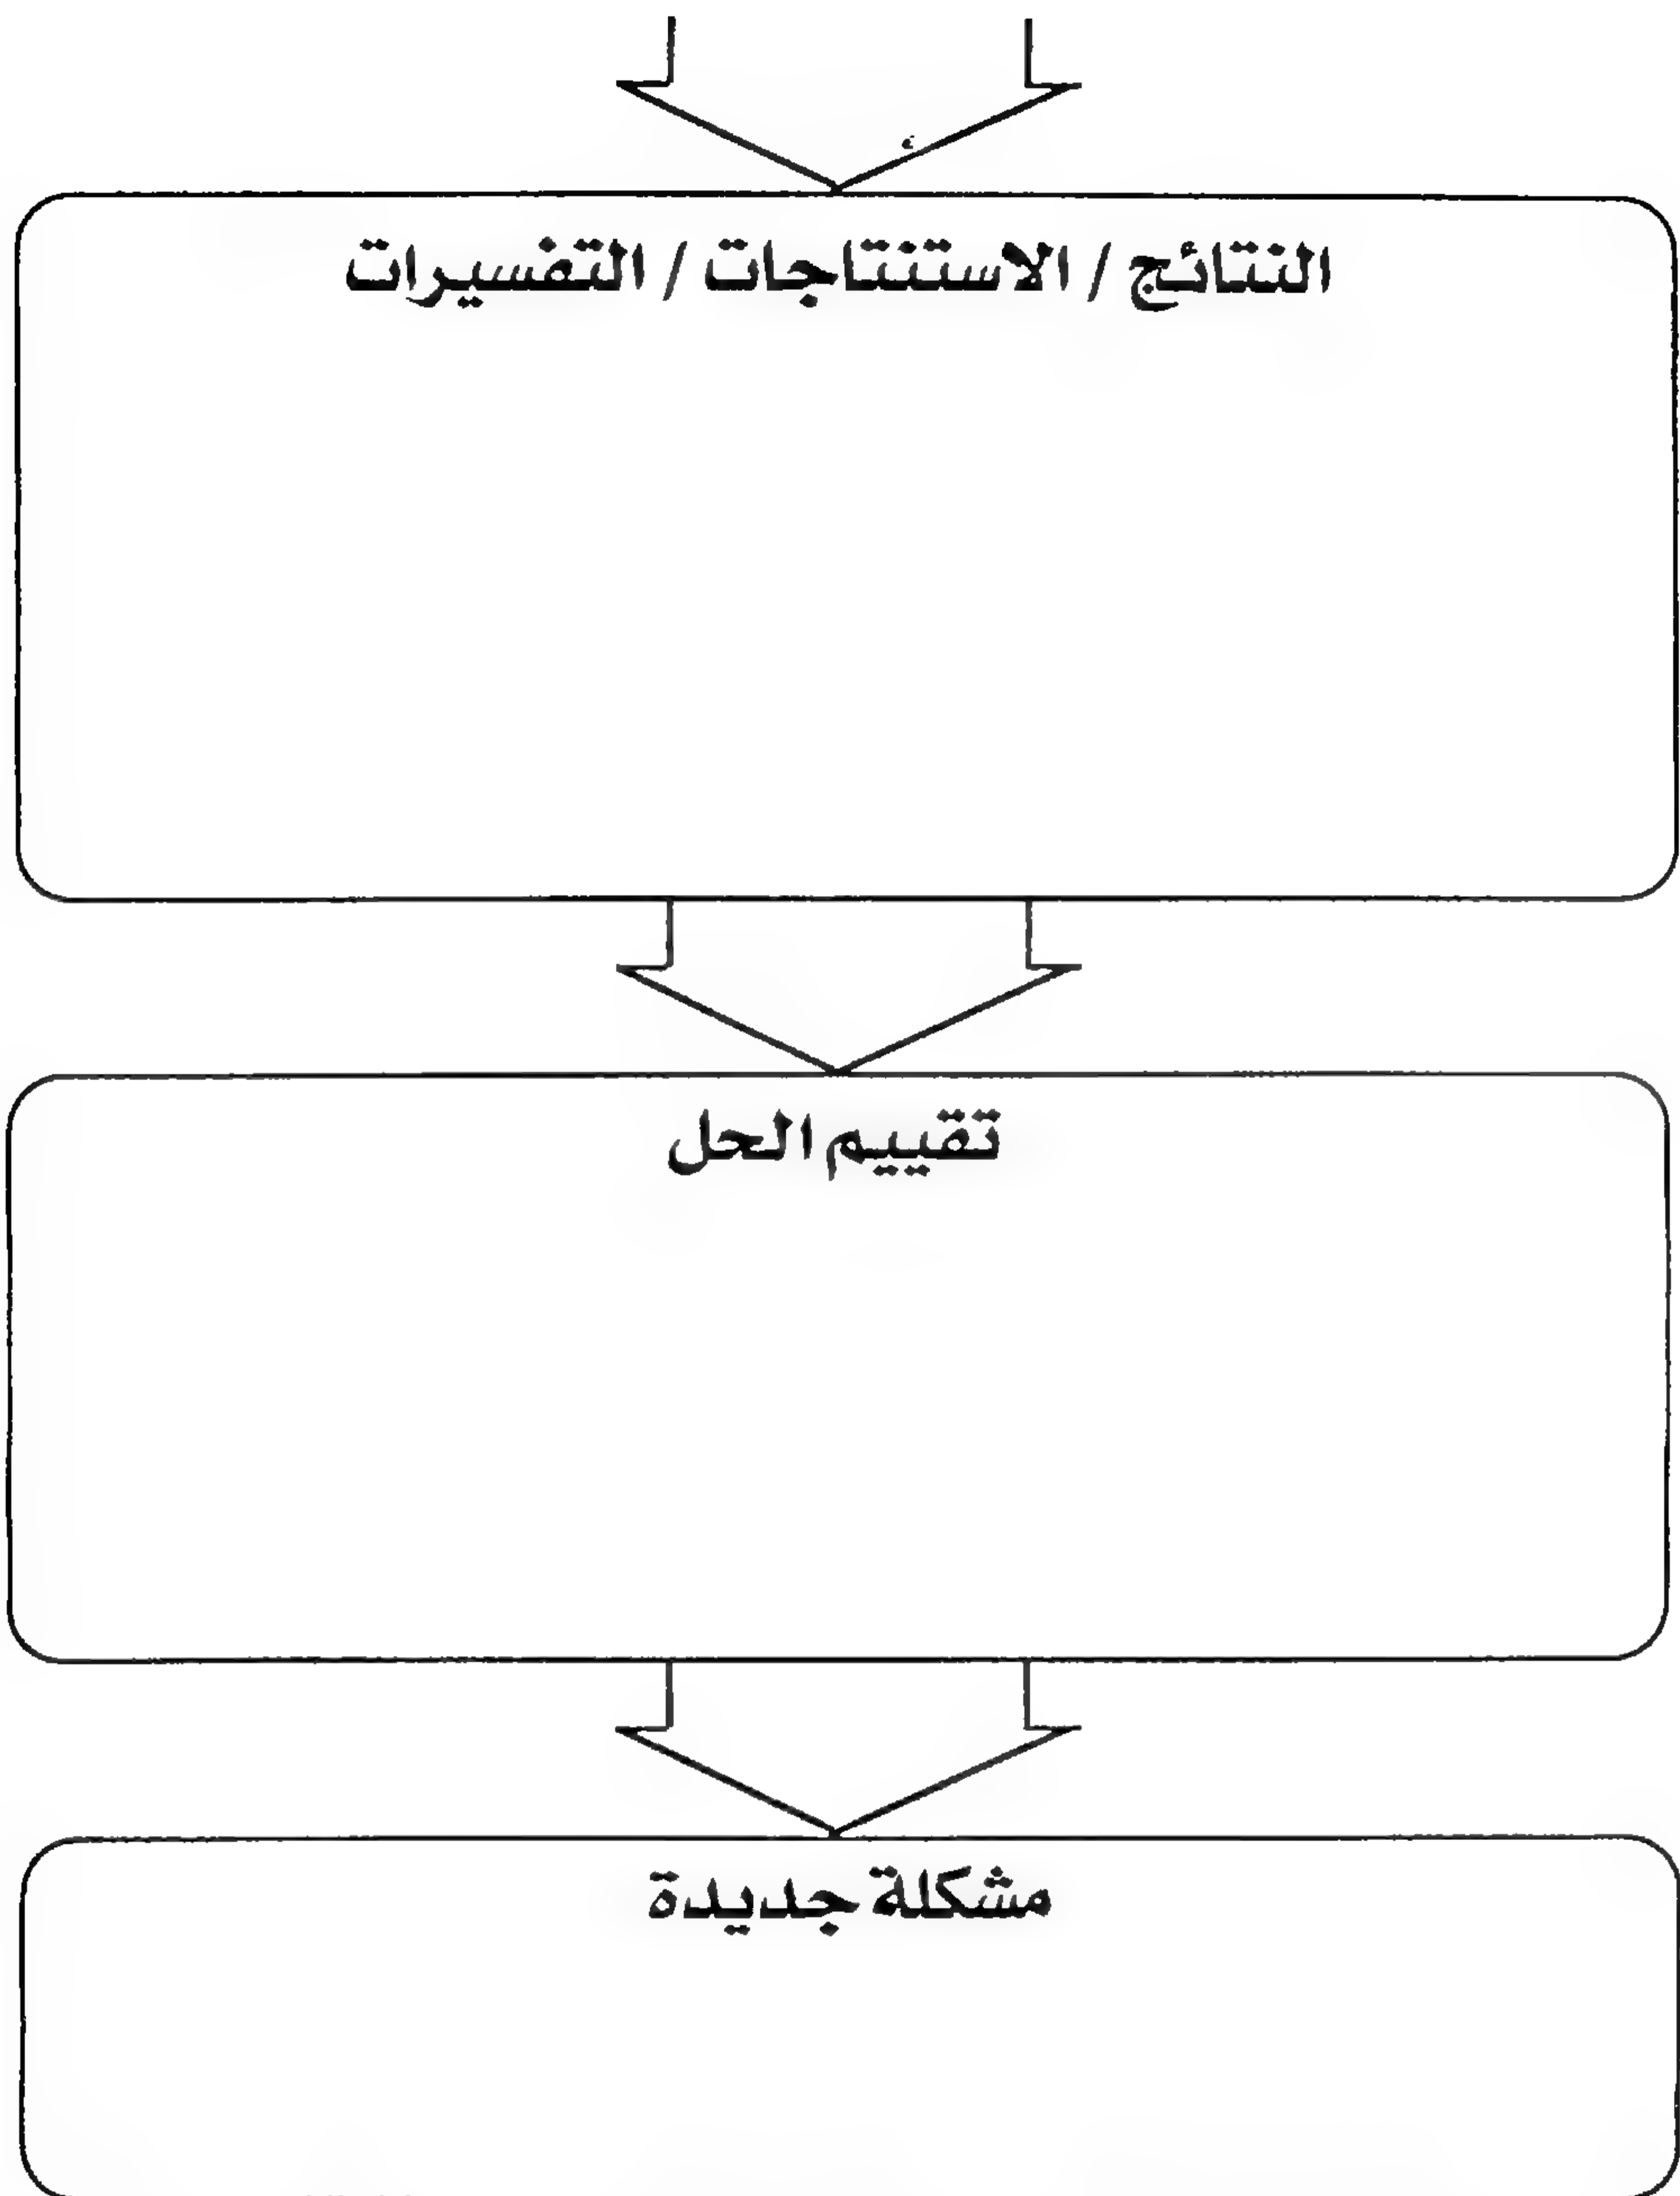 النتائج / الاستنتاجات / التفسيرات
تقييم الحل
مشكلة جديدة